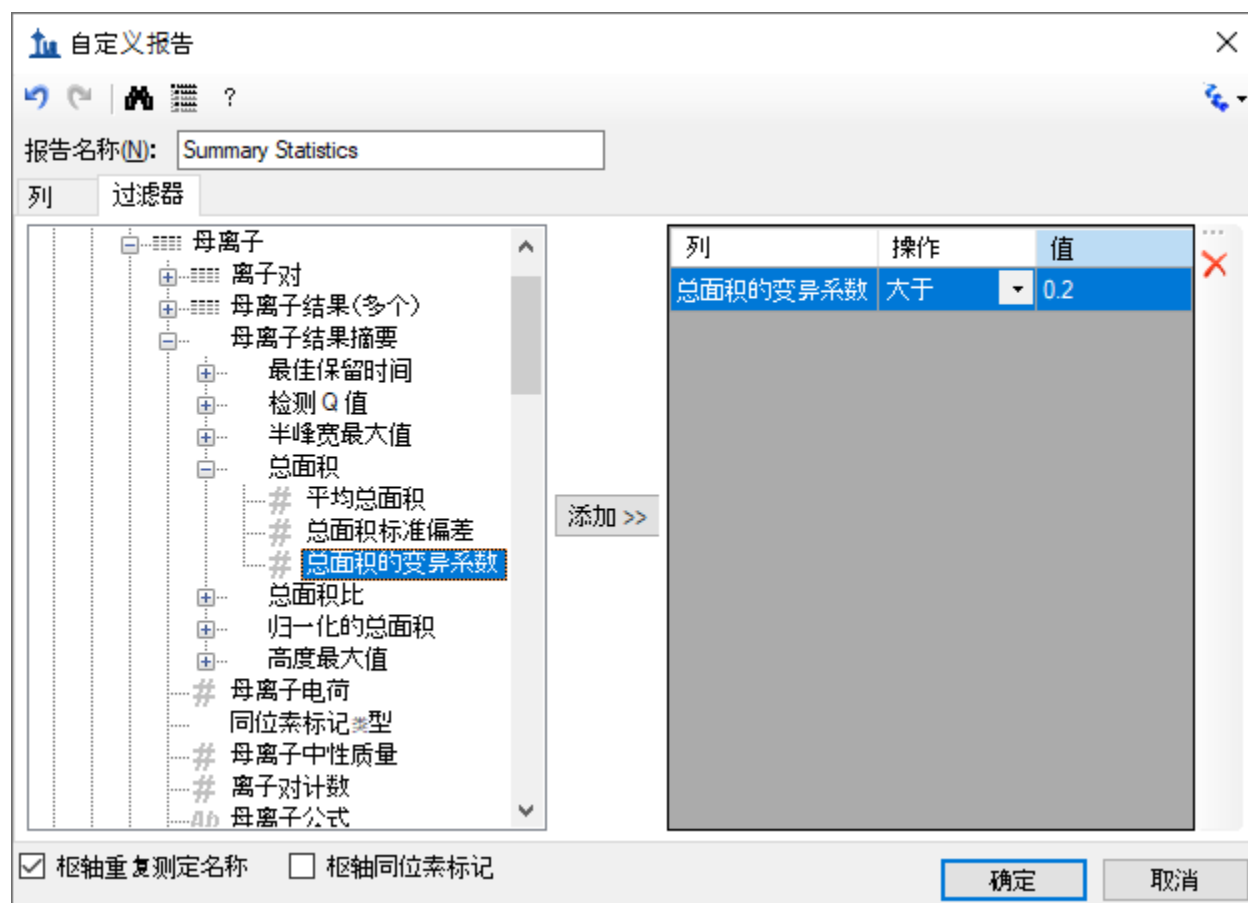 自定义报告
?
报告名称(N): Summary Statistics
列 过滤器
母离子
离子对
母离子结果(多个)
母离子结果摘要
最佳保留时间
检测 Q 值
半峰宽最大值
总面积
平均总面积
总面积标准偏差
总面积的变异系数
总面积比
归一化的总面积
高度最大值
母离子电荷
同位素标记类型
母离子中性质量
离子对计数
Ab 母离子公式
添加 >>
列 操作 值
总面积的变异系数 大于 0.2
枢轴重复测定名称 枢轴同位素标记
确定 取消